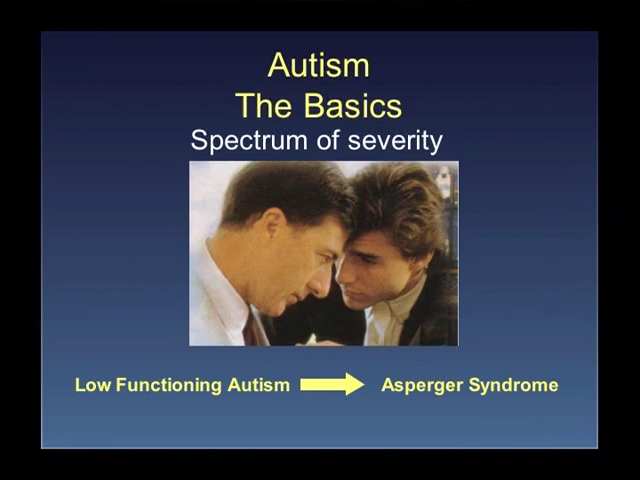 Autism
The Basics
Spectrum of severity
Low Functioning Autism
Asperger Syndrome